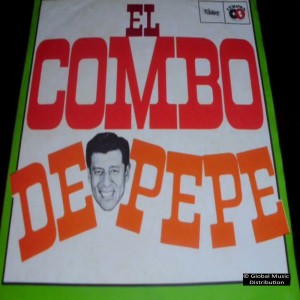 EL
COMBO
DE PEPE
© Global Music
Distribution